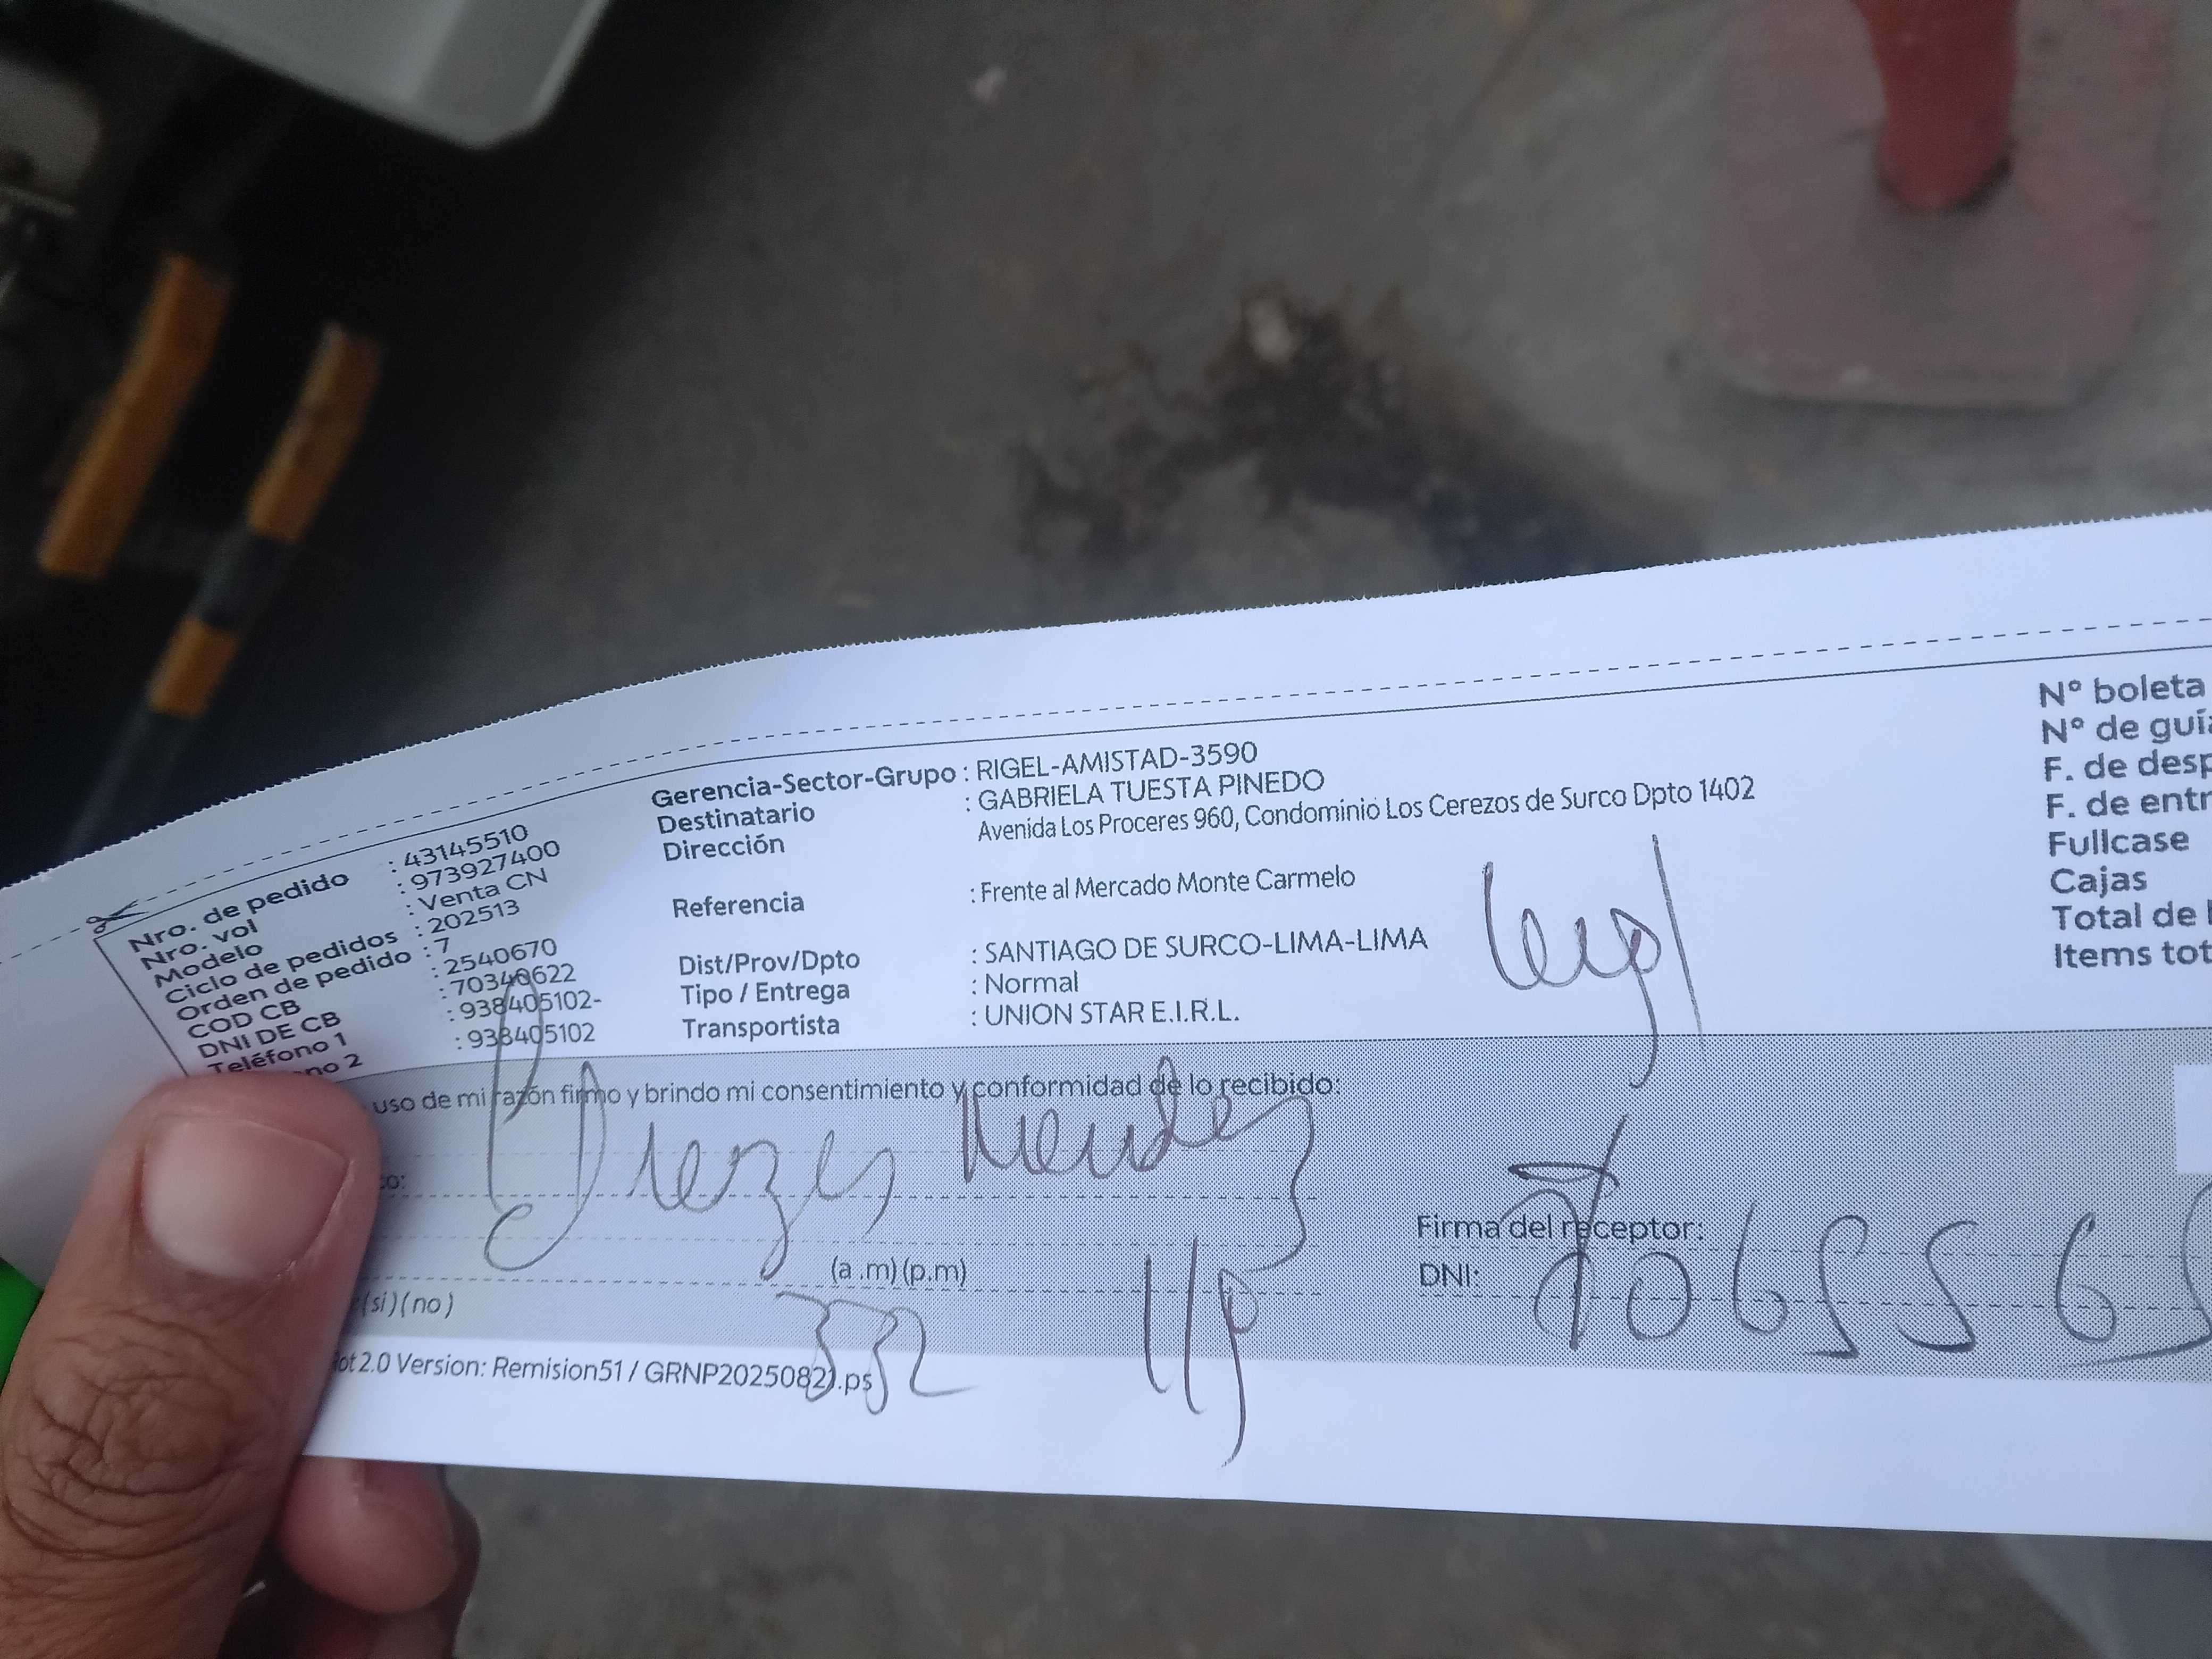 Nro. de pedido : 43145510
Nro. vol : 973927400
Modelo : Venta CN
Ciclo de pedidos : 202513
Orden de pedido : 7
COD CB : 2540670
DNI DE CB : 70340622
Teléfono 1 : 938405102-
no 2 : 938405102
Gerencia-Sector-Grupo : RIGEL-AMISTAD-3590
Destinatario : GABRIELA TUESTA PINEDO
Dirección Avenida Los Proceres 960, Condominio Los Cerezos de Surco Dpto 1402
Referencia : Frente al Mercado Monte Carmelo
Dist/Prov/Dpto : SANTIAGO DE SURCO-LIMA-LIMA
Tipo / Entrega : Normal
Transportista : UNION STAR E.I.R.L.
N° boleta
N° de guía
F. de desp
F. de entr
Fullcase
Cajas
Total de
Items tot
uso de mi razón firmo y brindo mi consentimiento y conformidad de lo recibido:
Mendez
(a .m) (p.m)
(si) (no)
332
Firma del receptor:
DNI:
2.0 Version: Remision51 / GRNP2025082).ps